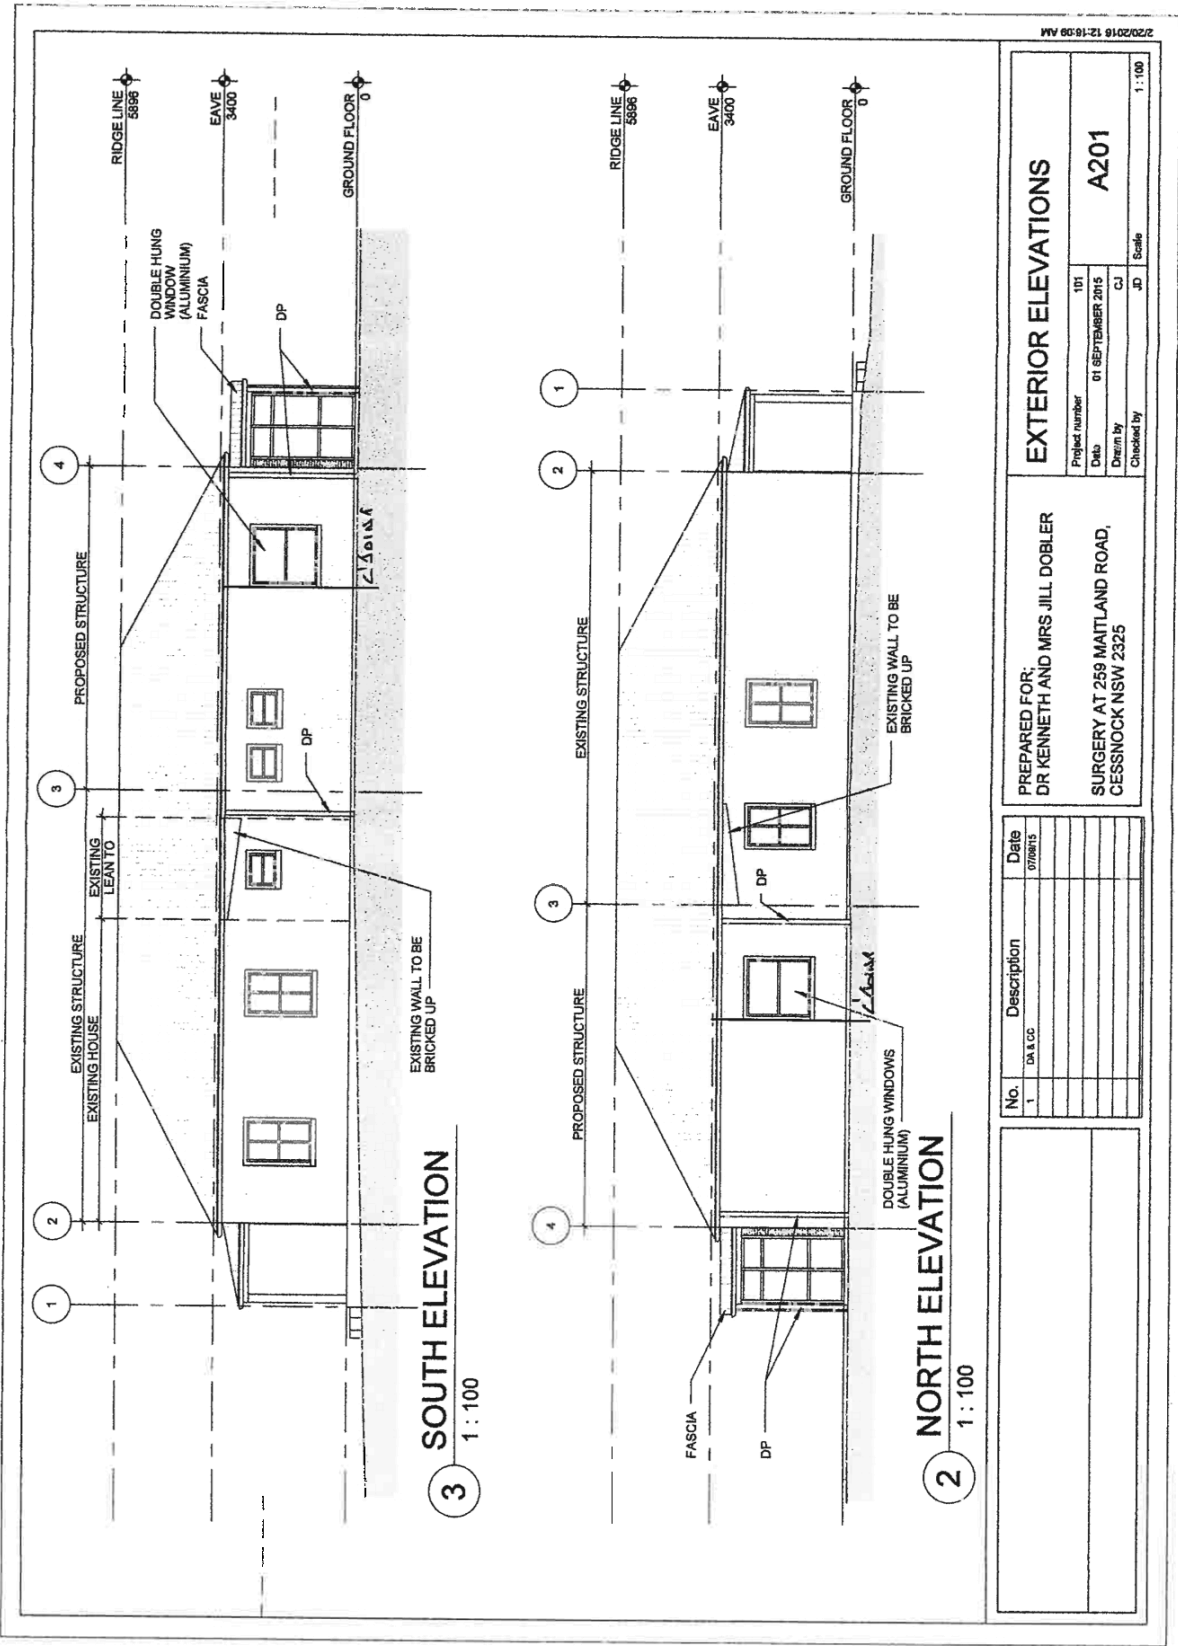 2/20/2016 12:16:09 AM
4
3
2
1
PROPOSED STRUCTURE
EXISTING STRUCTURE
EXISTING HOUSE
EXISTING
LEAN TO
RIDGE LINE
5896
EAVE
3400
GROUND FLOOR
0
DOUBLE HUNG
WINDOW
(ALUMINIUM)
FASCIA
DP
DP
EXISTING WALL TO BE
BRICKED UP
3
SOUTH ELEVATION
1 : 100
4
3
2
1
PROPOSED STRUCTURE
EXISTING STRUCTURE
RIDGE LINE
5896
EAVE
3400
GROUND FLOOR
0
FASCIA
DP
DP
DOUBLE HUNG WINDOWS
(ALUMINIUM)
EXISTING WALL TO BE
BRICKED UP
2
NORTH ELEVATION
1 : 100
No.
Description
Date
1
DA & CC
PREPARED FOR;
DR KENNETH AND MRS JILL DOBLER
SURGERY AT 259 MAITLAND ROAD,
CESSNOCK NSW 2325
EXTERIOR ELEVATIONS
Project number
101
Date
01 SEPTEMBER 2015
Drawn by
CJ
Checked by
JD
A201
Scale
1 : 100